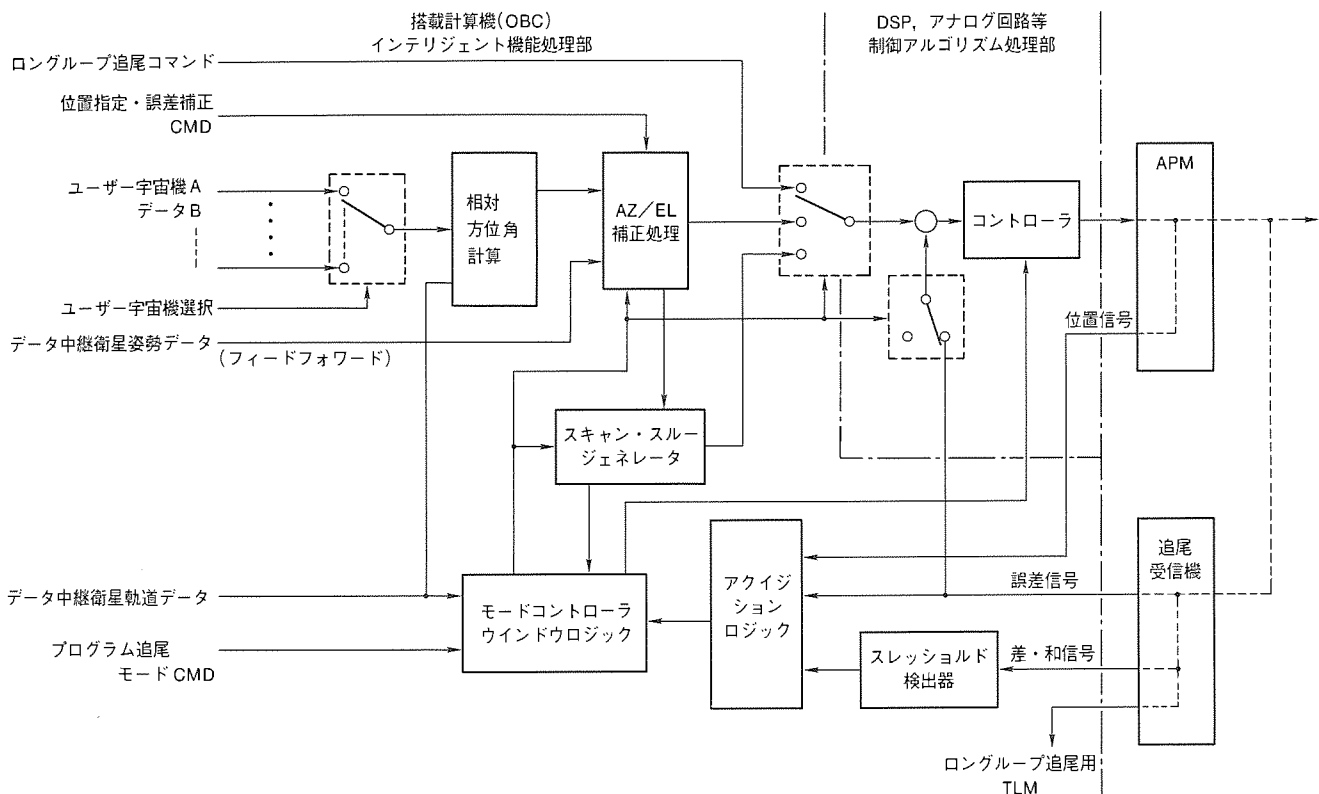 搭載計算機(OBC)
インテリジェント機能処理部
DSP，アナログ回路等
制御アルゴリズム処理部
ロングループ追尾コマンド
位置指定・誤差補正
CMD
ユーザー宇宙機A
データB
ユーザー宇宙機選択
データ中継衛星姿勢データ
(フィードフォワード)
相対
方位角
計算
AZ／EL
補正処理
コントローラ
APM
位置信号
スキャン・スルー
ジェネレータ
データ中継衛星軌道データ
プログラム追尾
モードCMD
モードコントローラ
ウインドウロジック
アクイジ
ション
ロジック
スレッショルド
検出器
誤差信号
差・和信号
追尾
受信機
ロングループ追尾用
TLM